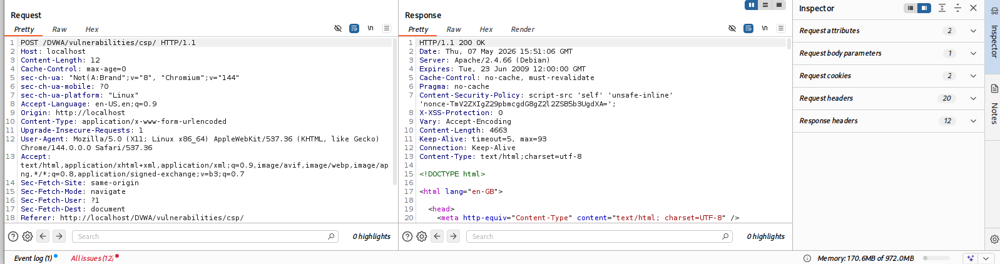 Request
Pretty Raw Hex \n
1 POST /DVWA/vulnerabilities/csp/ HTTP/1.1
2 Host: localhost
3 Content-Length: 12
4 Cache-Control: max-age=0
5 sec-ch-ua: "Not(A:Brand";v="8", "Chromium";v="144"
6 sec-ch-ua-mobile: ?0
7 sec-ch-ua-platform: "Linux"
8 Accept-Language: en-US,en;q=0.9
9 Origin: http://localhost
10 Content-Type: application/x-www-form-urlencoded
11 Upgrade-Insecure-Requests: 1
12 User-Agent: Mozilla/5.0 (X11; Linux x86_64) AppleWebKit/537.36 (KHTML, like Gecko)
Chrome/144.0.0.0 Safari/537.36
13 Accept:
text/html,application/xhtml+xml,application/xml;q=0.9,image/avif,image/webp,image/ap
ng,*/*;q=0.8,application/signed-exchange;v=b3;q=0.7
14 Sec-Fetch-Site: same-origin
15 Sec-Fetch-Mode: navigate
16 Sec-Fetch-User: ?1
17 Sec-Fetch-Dest: document
18 Referer: http://localhost/DVWA/vulnerabilities/csp/
Search 0 highlights
Response
Pretty Raw Hex Render \n
1 HTTP/1.1 200 OK
2 Date: Thu, 07 May 2026 15:51:06 GMT
3 Server: Apache/2.4.66 (Debian)
4 Expires: Tue, 23 Jun 2009 12:00:00 GMT
5 Cache-Control: no-cache, must-revalidate
6 Pragma: no-cache
7 Content-Security-Policy: script-src 'self' 'unsafe-inline'
'nonce-TmV2ZXIgZ29pbmcgdG8gZ2l2ZSB5b3UgdXA=';
8 X-XSS-Protection: 0
9 Vary: Accept-Encoding
10 Content-Length: 4663
11 Keep-Alive: timeout=5, max=93
12 Connection: Keep-Alive
13 Content-Type: text/html;charset=utf-8
14
15 <!DOCTYPE html>
16
17 <html lang="en-GB">
18
19 <head>
20 <meta http-equiv="Content-Type" content="text/html; charset=UTF-8" />
Search 0 highlights
Inspector
Request attributes 2
Request body parameters 1
Request cookies 2
Request headers 20
Response headers 12
Inspector
Notes
Event log (1) All issues (12)
Memory: 170.6MB of 972.0MB